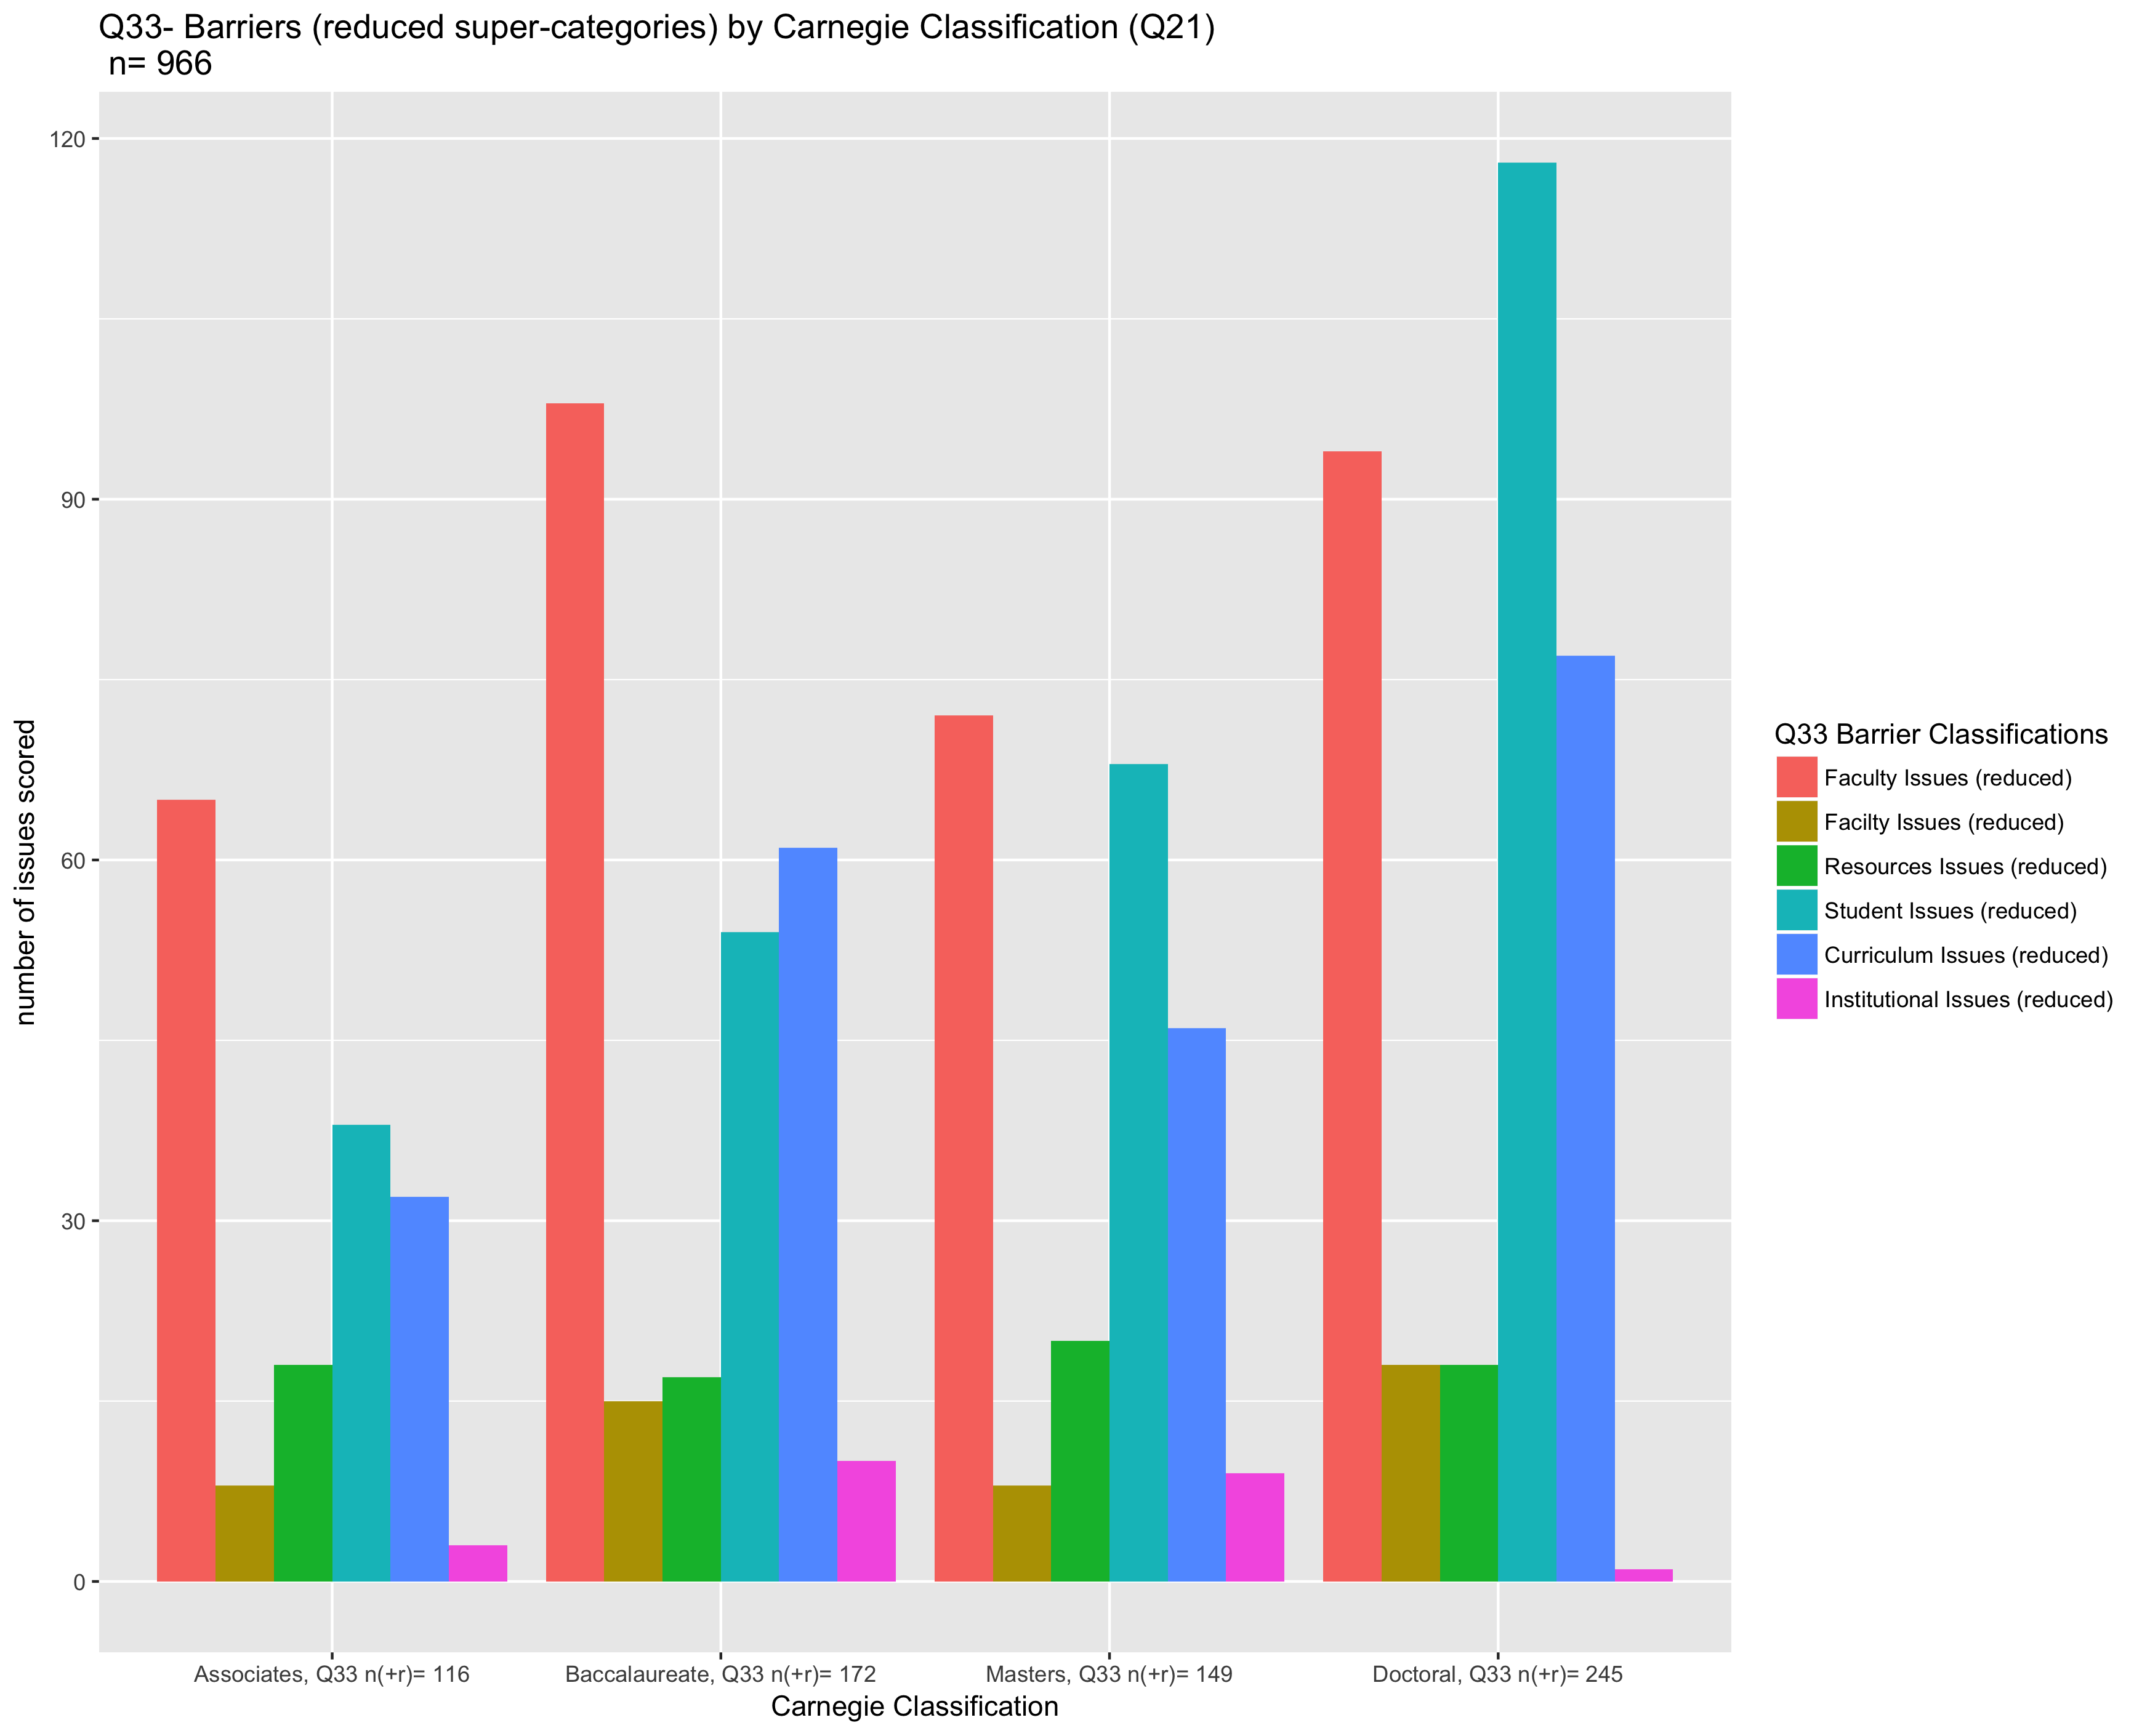 Q33- Barriers (reduced super-categories) by Carnegie Classification (Q21)
n= 966
120
90
60
30
0
number of issues scored
Associates, Q33 n(+r)= 116
Baccalaureate, Q33 n(+r)= 172
Masters, Q33 n(+r)= 149
Doctoral, Q33 n(+r)= 245
Carnegie Classification
Q33 Barrier Classifications
Faculty Issues (reduced)
Facilty Issues (reduced)
Resources Issues (reduced)
Student Issues (reduced)
Curriculum Issues (reduced)
Institutional Issues (reduced)